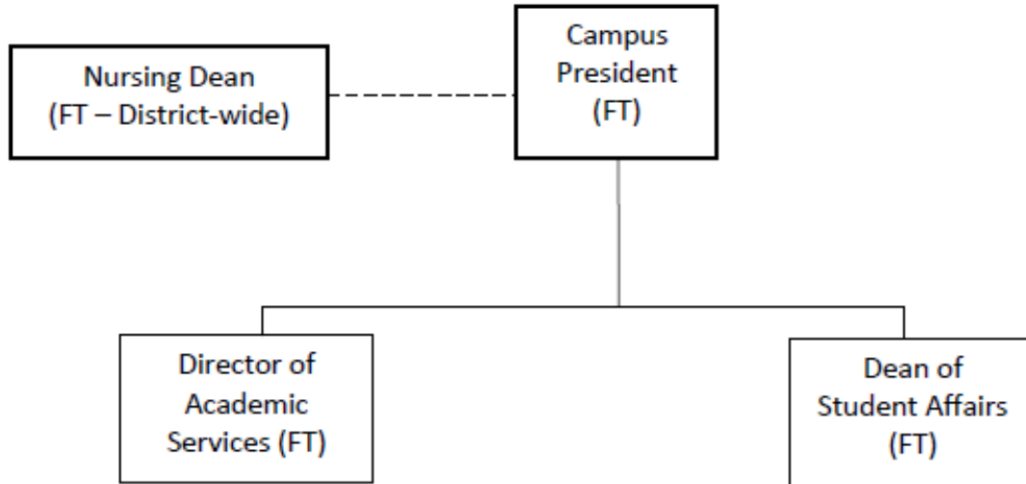 Nursing Dean
(FT – District-wide)
Campus
President
(FT)
Director of
Academic
Services (FT)
Dean of
Student Affairs
(FT)